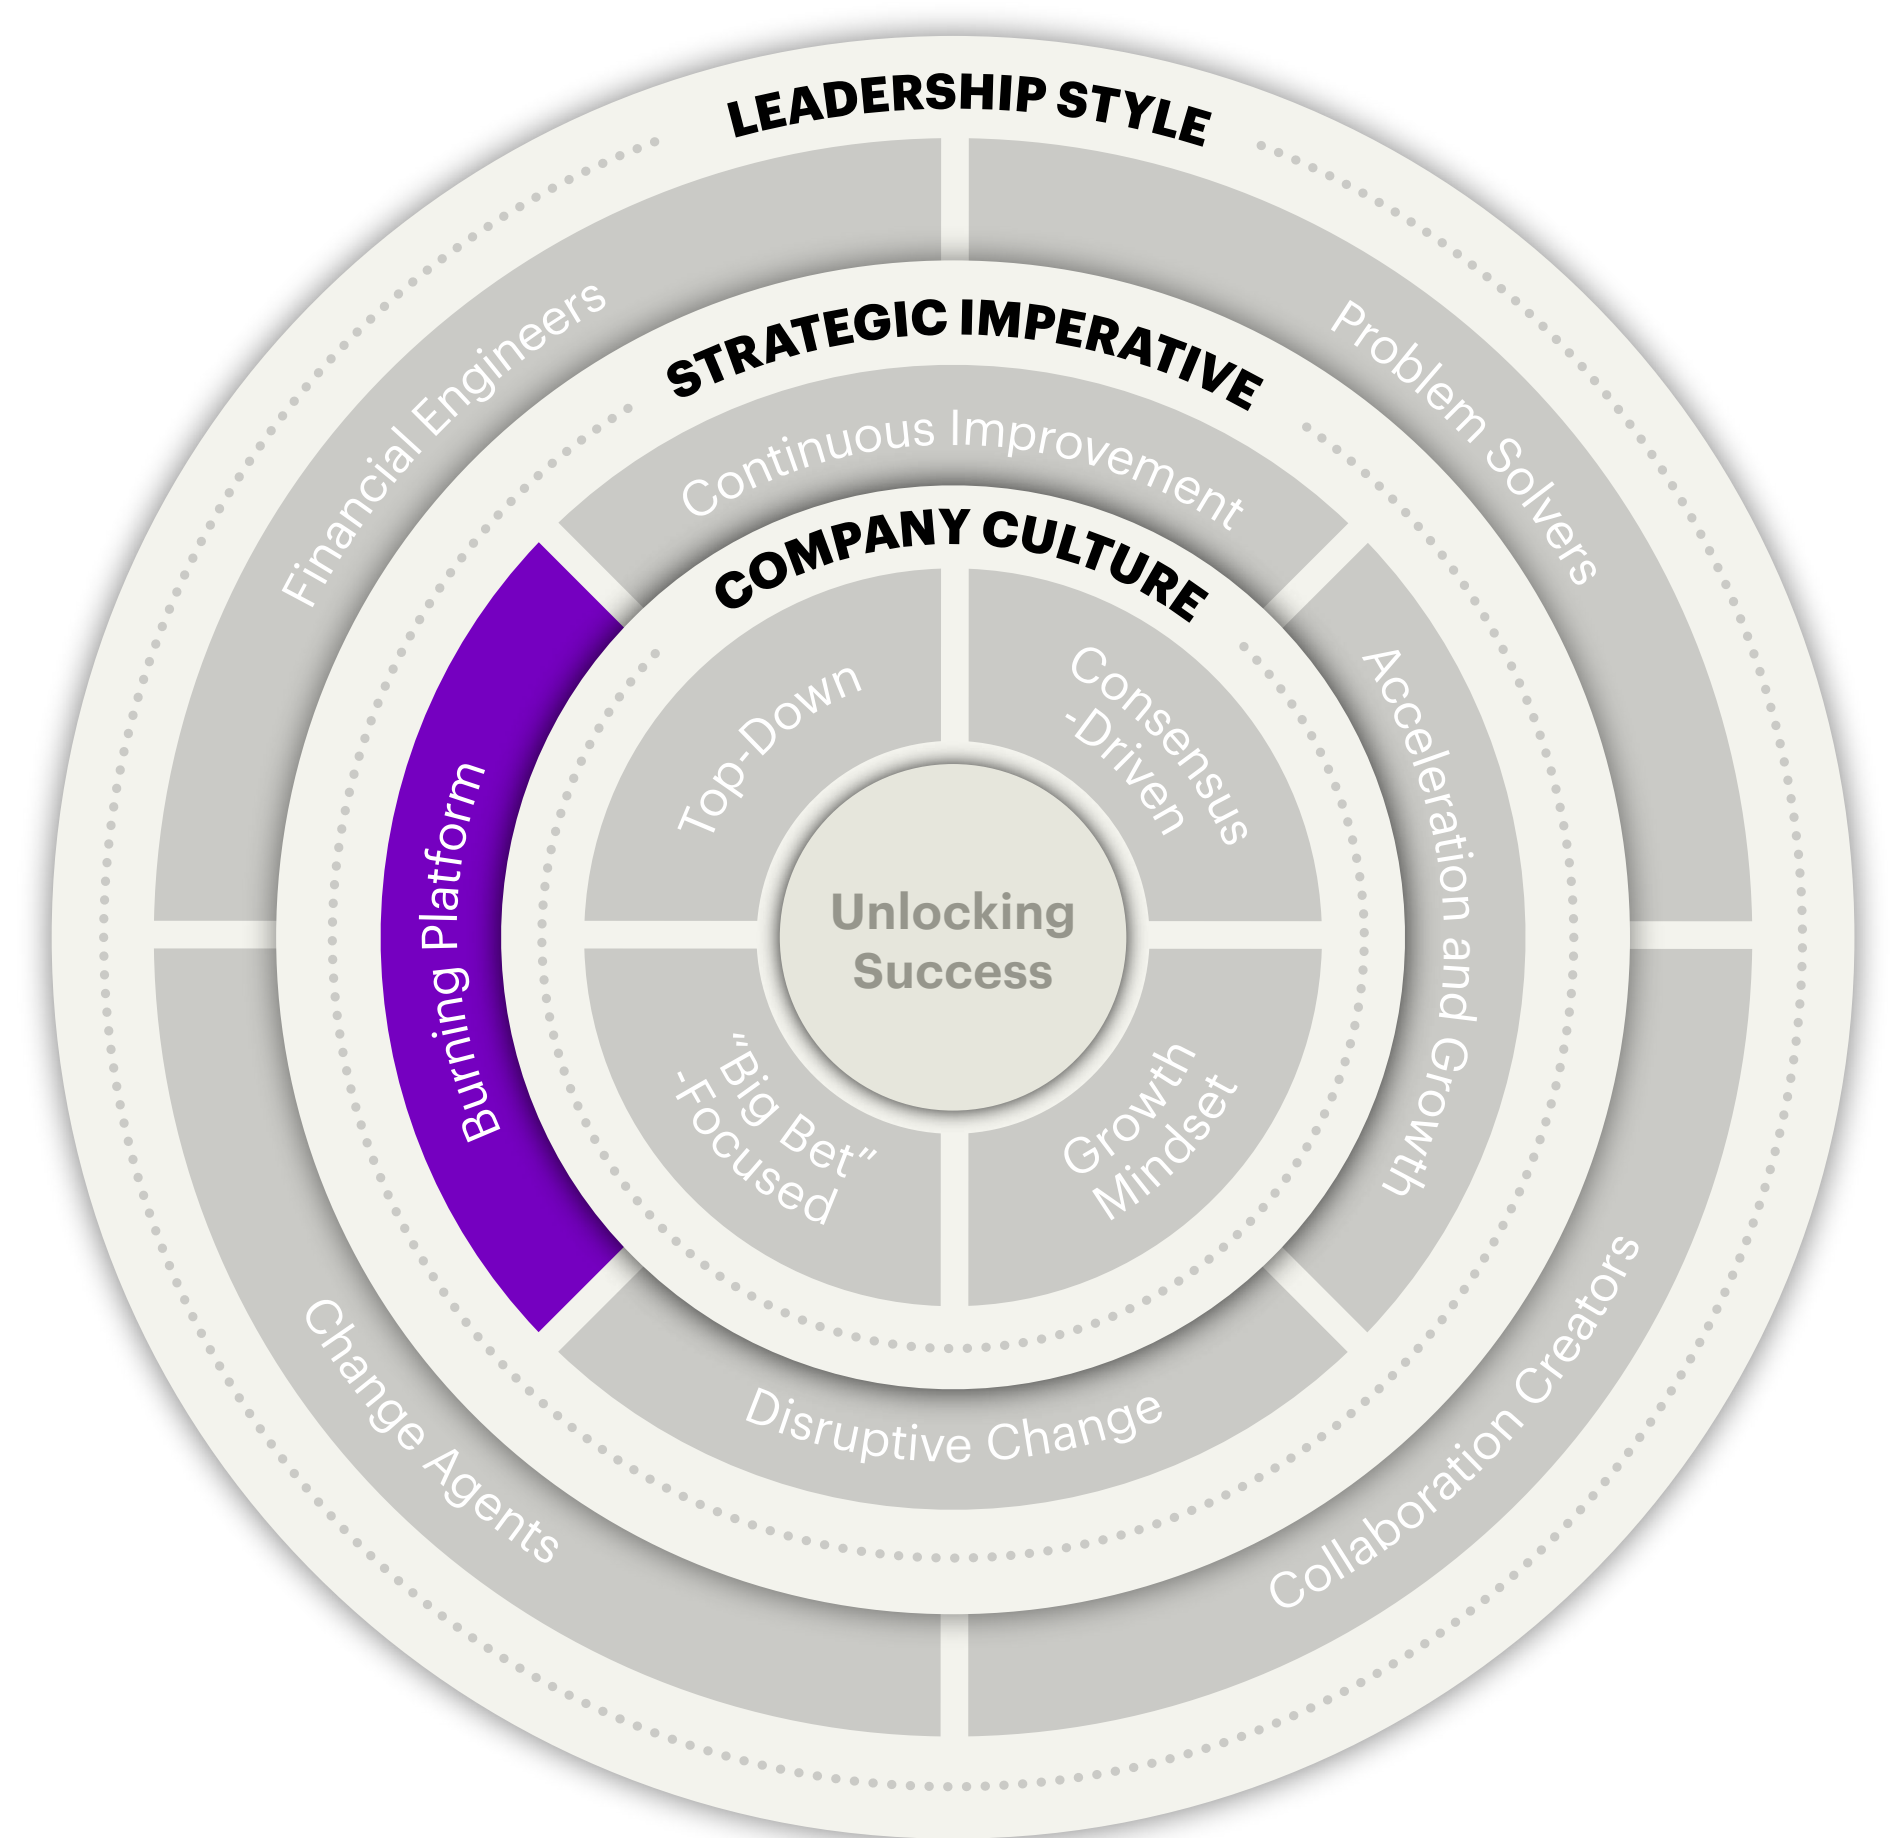 LEADERSHIP STYLE
Financial Engineers
Problem Solvers
Change Agents
Collaboration Creators
STRATEGIC IMPERATIVE
Continuous Improvement
Burning Platform
Acceleration and Growth
Disruptive Change
COMPANY CULTURE
Top-Down
Consensus
-Driven
“Big Bet”
-Focused
Growth
Mindset
Unlocking
Success